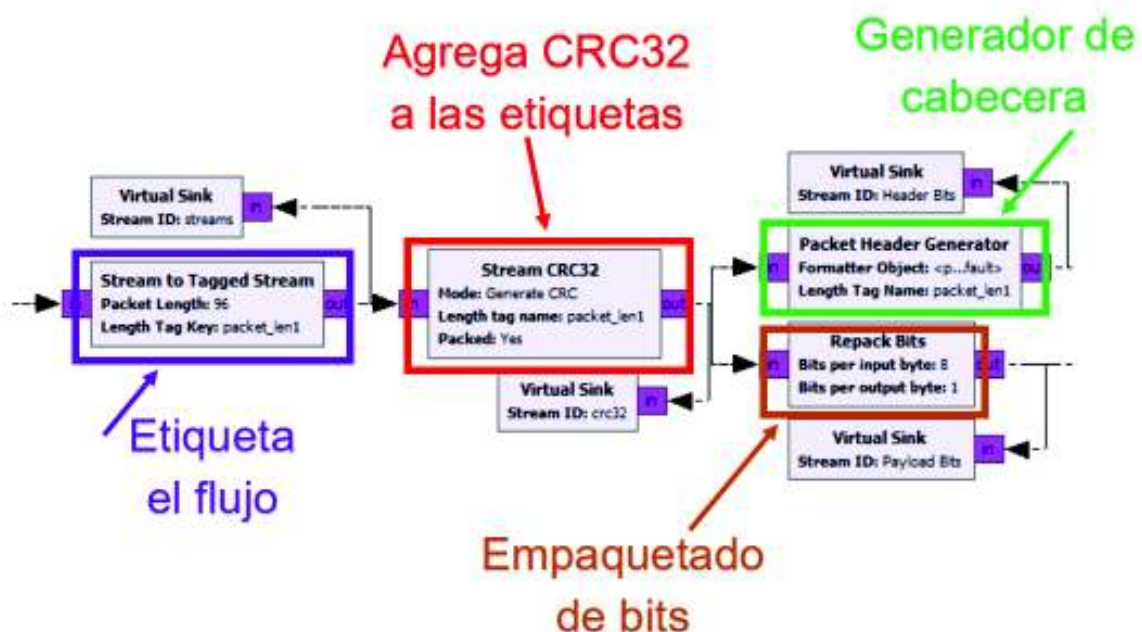 Agrega CRC32
a las etiquetas
Generador de
cabecera
Virtual Sink
Stream ID: streams
in
Virtual Sink
Stream ID: Header Bits
in
in
Stream to Tagged Stream
Packet Length: 96
Length Tag Key: packet_len1
out
in
Stream CRC32
Mode: Generate CRC
Length tag name: packet_len1
Packed: Yes
out
in
Packet Header Generator
Formatter Object: <p...fault>
Length Tag Name: packet_len1
out
in
Repack Bits
Bits per input byte: 8
Bits per output byte: 1
out
Virtual Sink
Stream ID: crc32
in
Virtual Sink
Stream ID: Payload Bits
in
Etiqueta
el flujo
Empaquetado
de bits